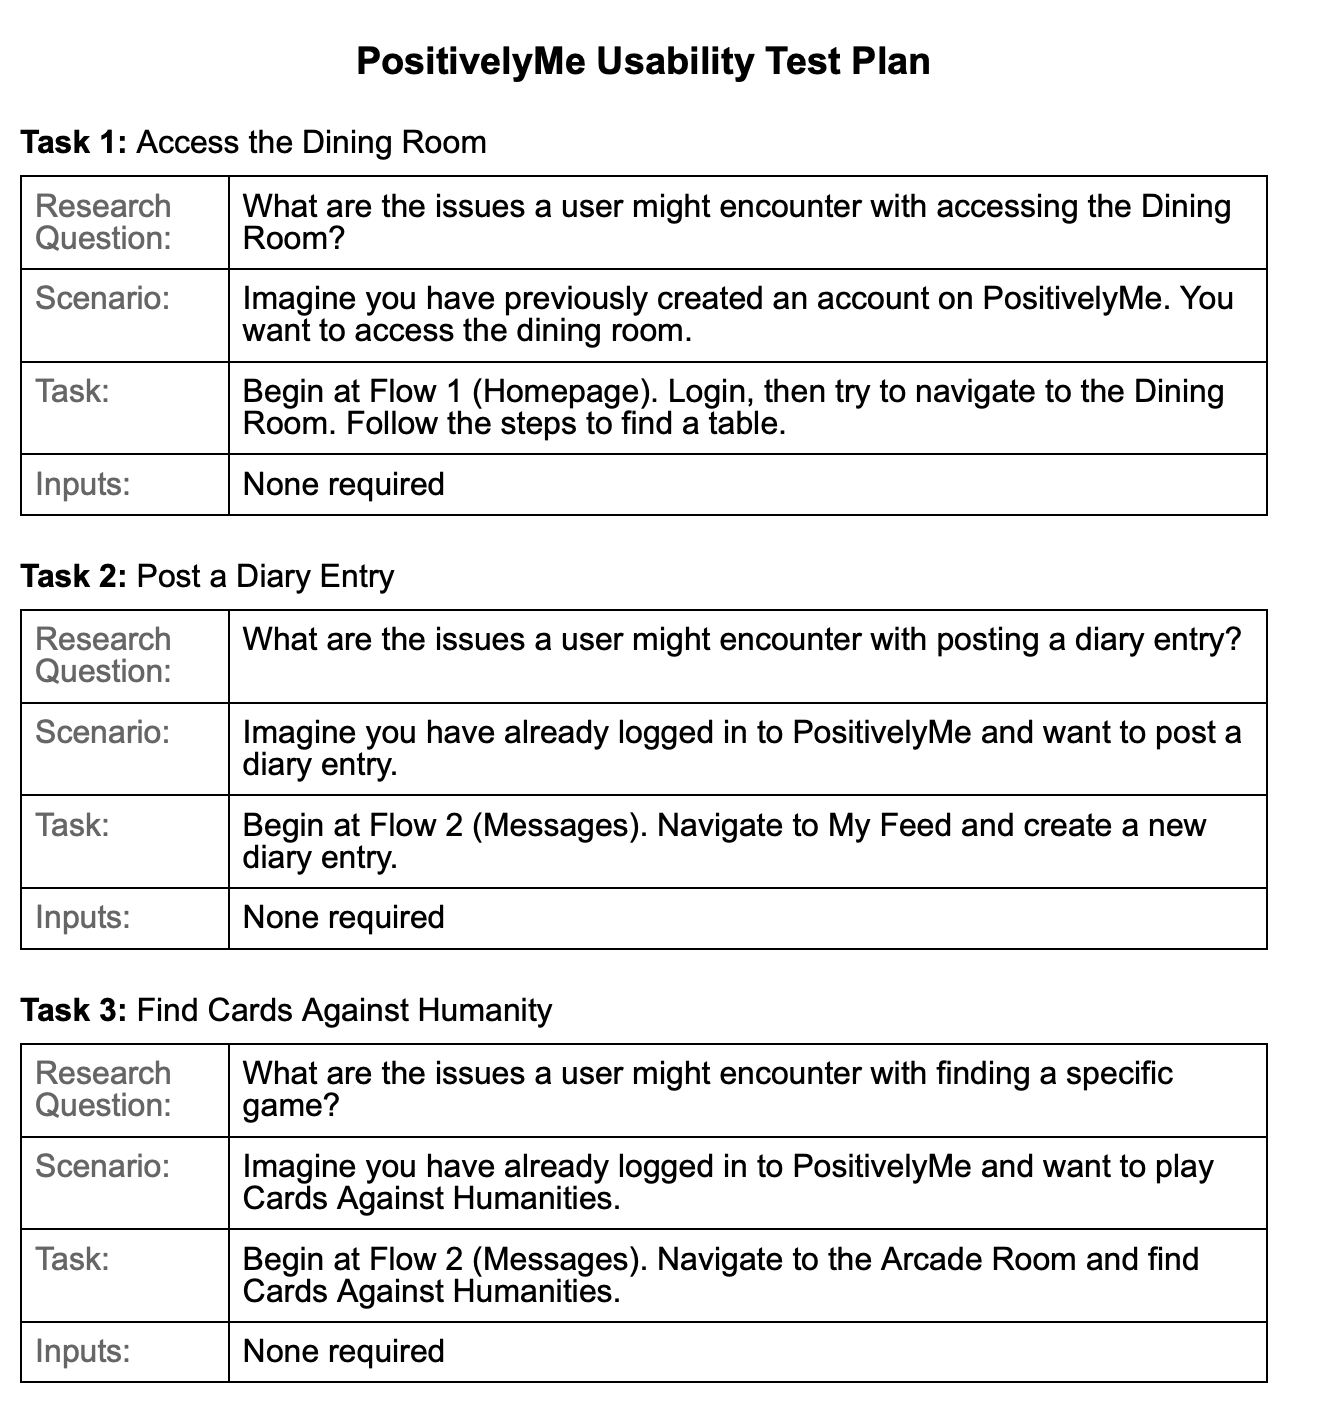 PositivelyMe Usability Test Plan
Task 1: Access the Dining Room
Research
Question:
What are the issues a user might encounter with accessing the Dining
Room?
Scenario:
Imagine you have previously created an account on PositivelyMe. You
want to access the dining room.
Task:
Begin at Flow 1 (Homepage). Login, then try to navigate to the Dining
Room. Follow the steps to find a table.
Inputs:
None required
Task 2: Post a Diary Entry
Research
Question:
What are the issues a user might encounter with posting a diary entry?
Scenario:
Imagine you have already logged in to PositivelyMe and want to post a
diary entry.
Task:
Begin at Flow 2 (Messages). Navigate to My Feed and create a new
diary entry.
Inputs:
None required
Task 3: Find Cards Against Humanity
Research
Question:
What are the issues a user might encounter with finding a specific
game?
Scenario:
Imagine you have already logged in to PositivelyMe and want to play
Cards Against Humanities.
Task:
Begin at Flow 2 (Messages). Navigate to the Arcade Room and find
Cards Against Humanities.
Inputs:
None required